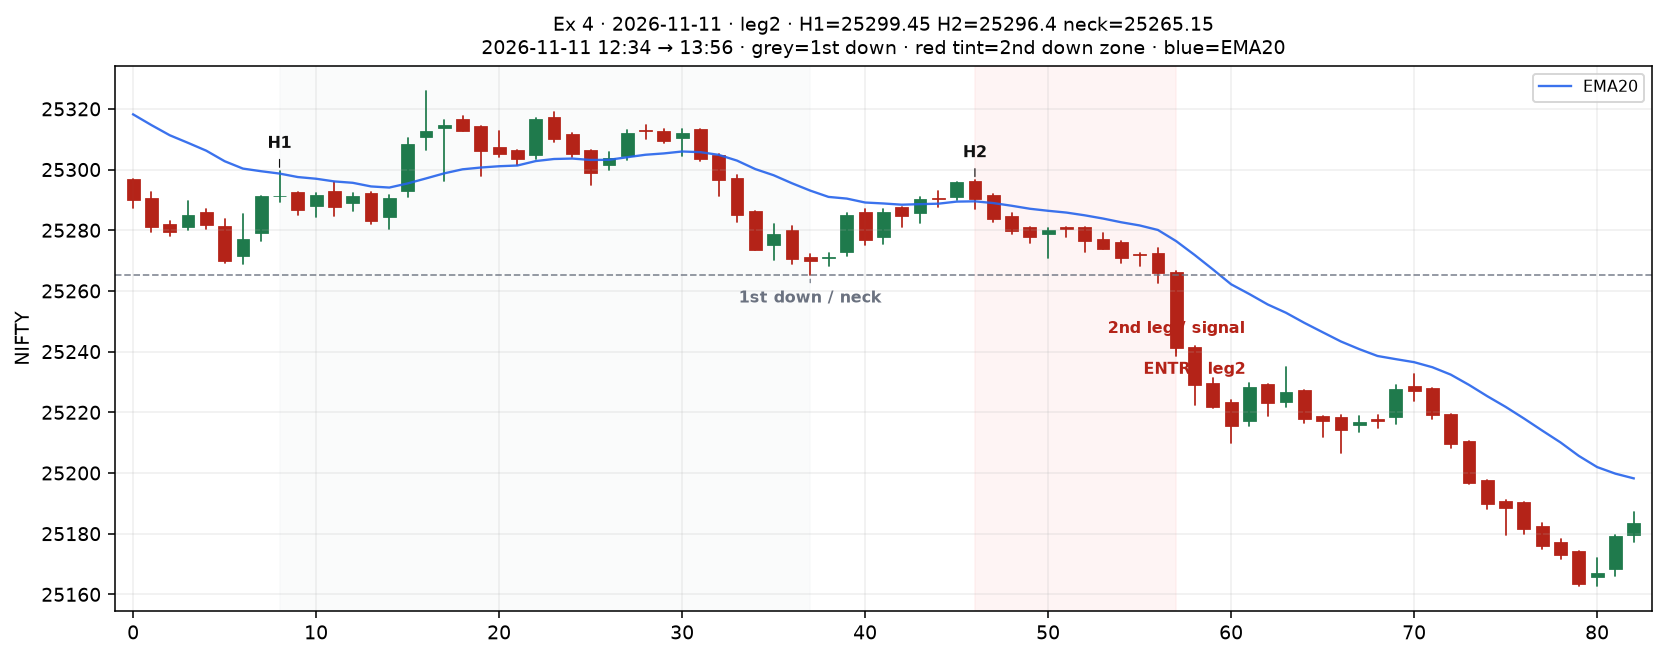 Ex 4 · 2026-11-11 · leg2 · H1=25299.45 H2=25296.4 neck=25265.15
2026-11-11 12:34 → 13:56 · grey=1st down · red tint=2nd down zone · blue=EMA20
EMA20
25320
H1
H2
25300
25280
25260
1st down / neck
2nd leg / signal
25240
ENTRY leg2
25220
25200
25180
25160
NIFTY
0 10 20 30 40 50 60 70 80